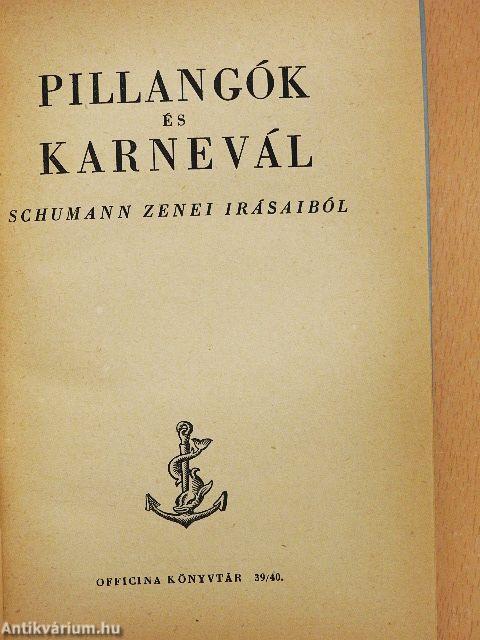 PILLANGÓK
ÉS
KARNEVÁL
SCHUMANN ZENEI IRÁSAIBÓL
OFFICINA KÖNYVTÁR 39/40.
Antikvárium.hu